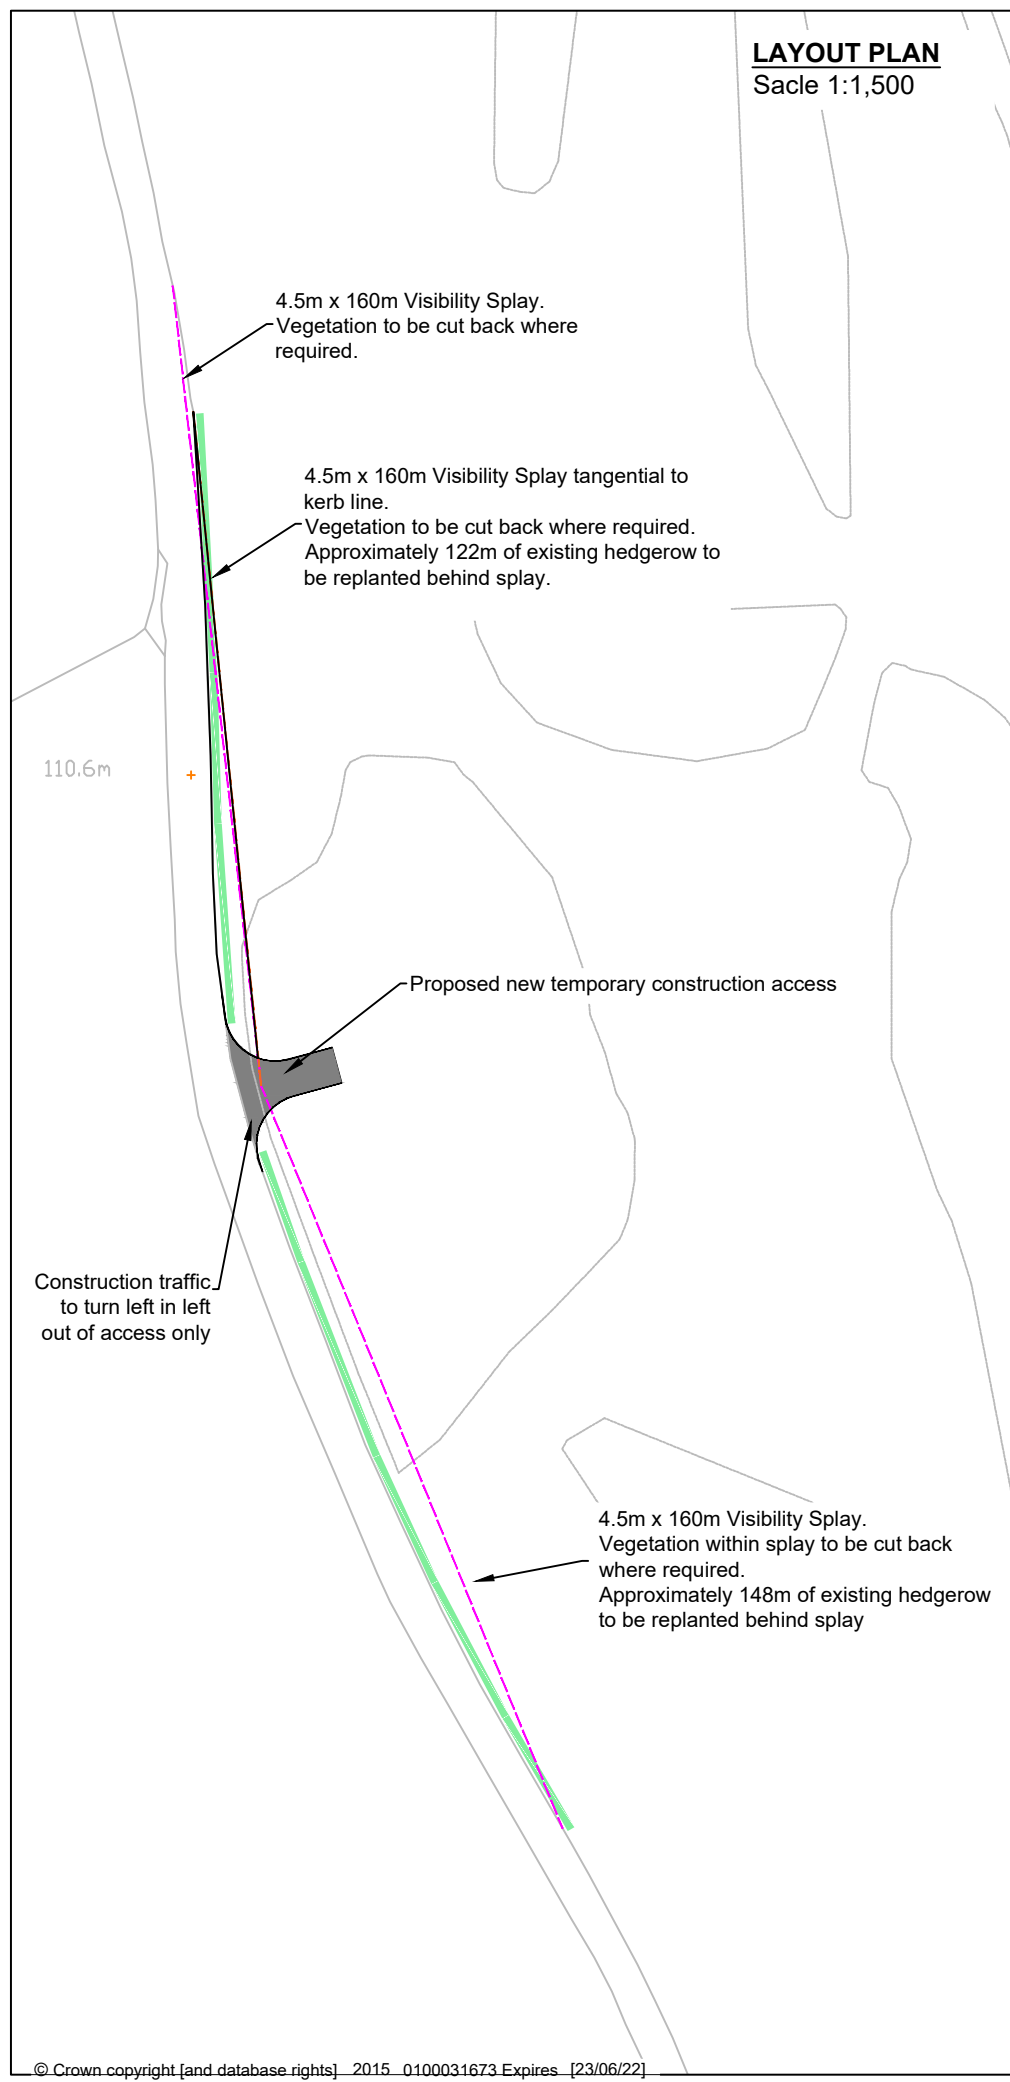 LAYOUT PLAN
Sacle 1:1,500
4.5m x 160m Visibility Splay.
Vegetation to be cut back where
required.
4.5m x 160m Visibility Splay tangential to
kerb line.
Vegetation to be cut back where required.
Approximately 122m of existing hedgerow to
be replanted behind splay.
110.6m
Proposed new temporary construction access
Construction traffic
to turn left in left
out of access only
4.5m x 160m Visibility Splay.
Vegetation within splay to be cut back
where required.
Approximately 148m of existing hedgerow
to be replanted behind splay
© Crown copyright [and database rights] 2015 0100031673 Expires [23/06/22]